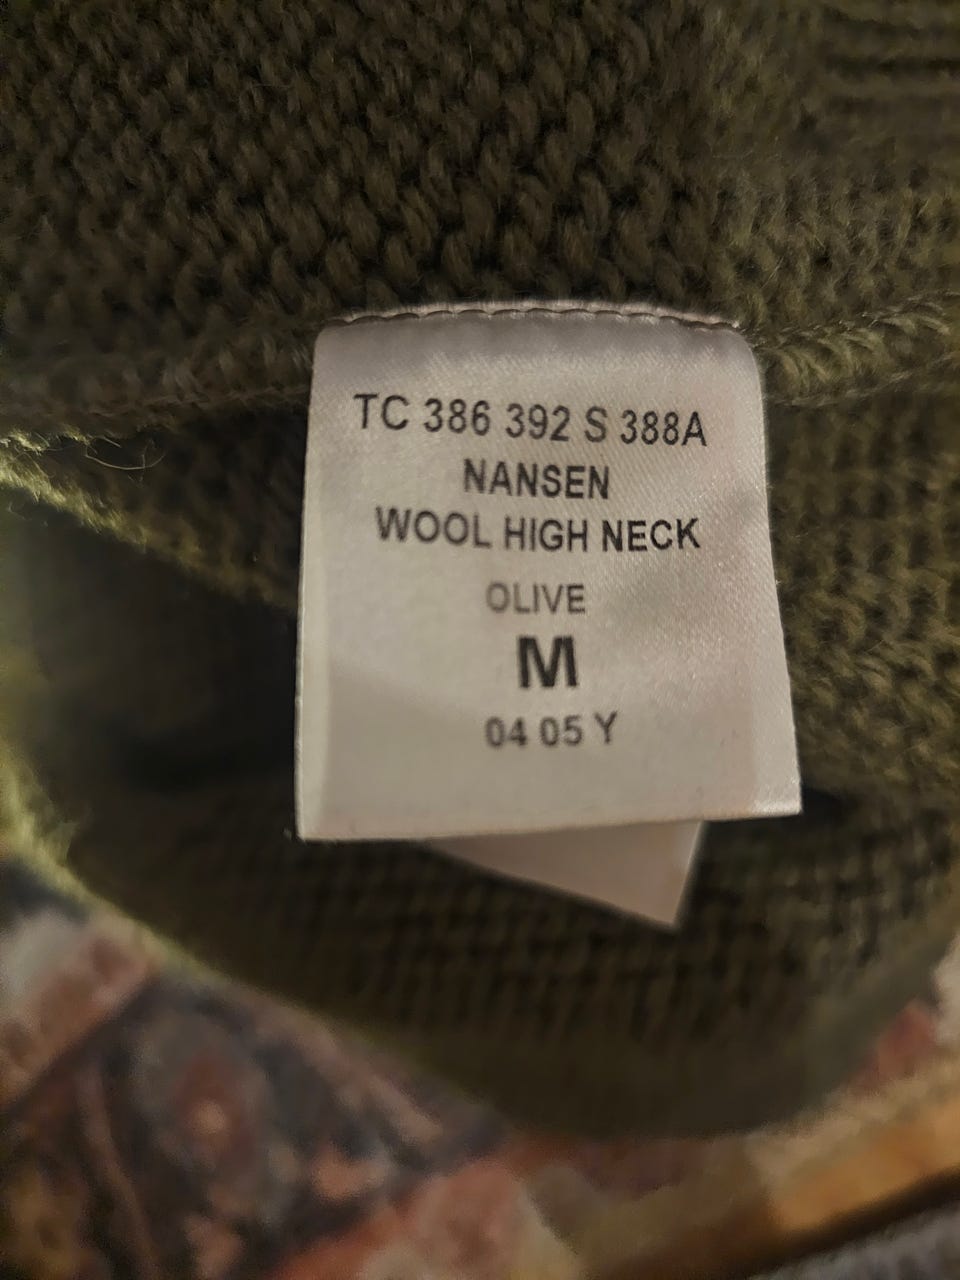 TC 386 392 S 388A
NANSEN
WOOL HIGH NECK
OLIVE
M
04 05 Y